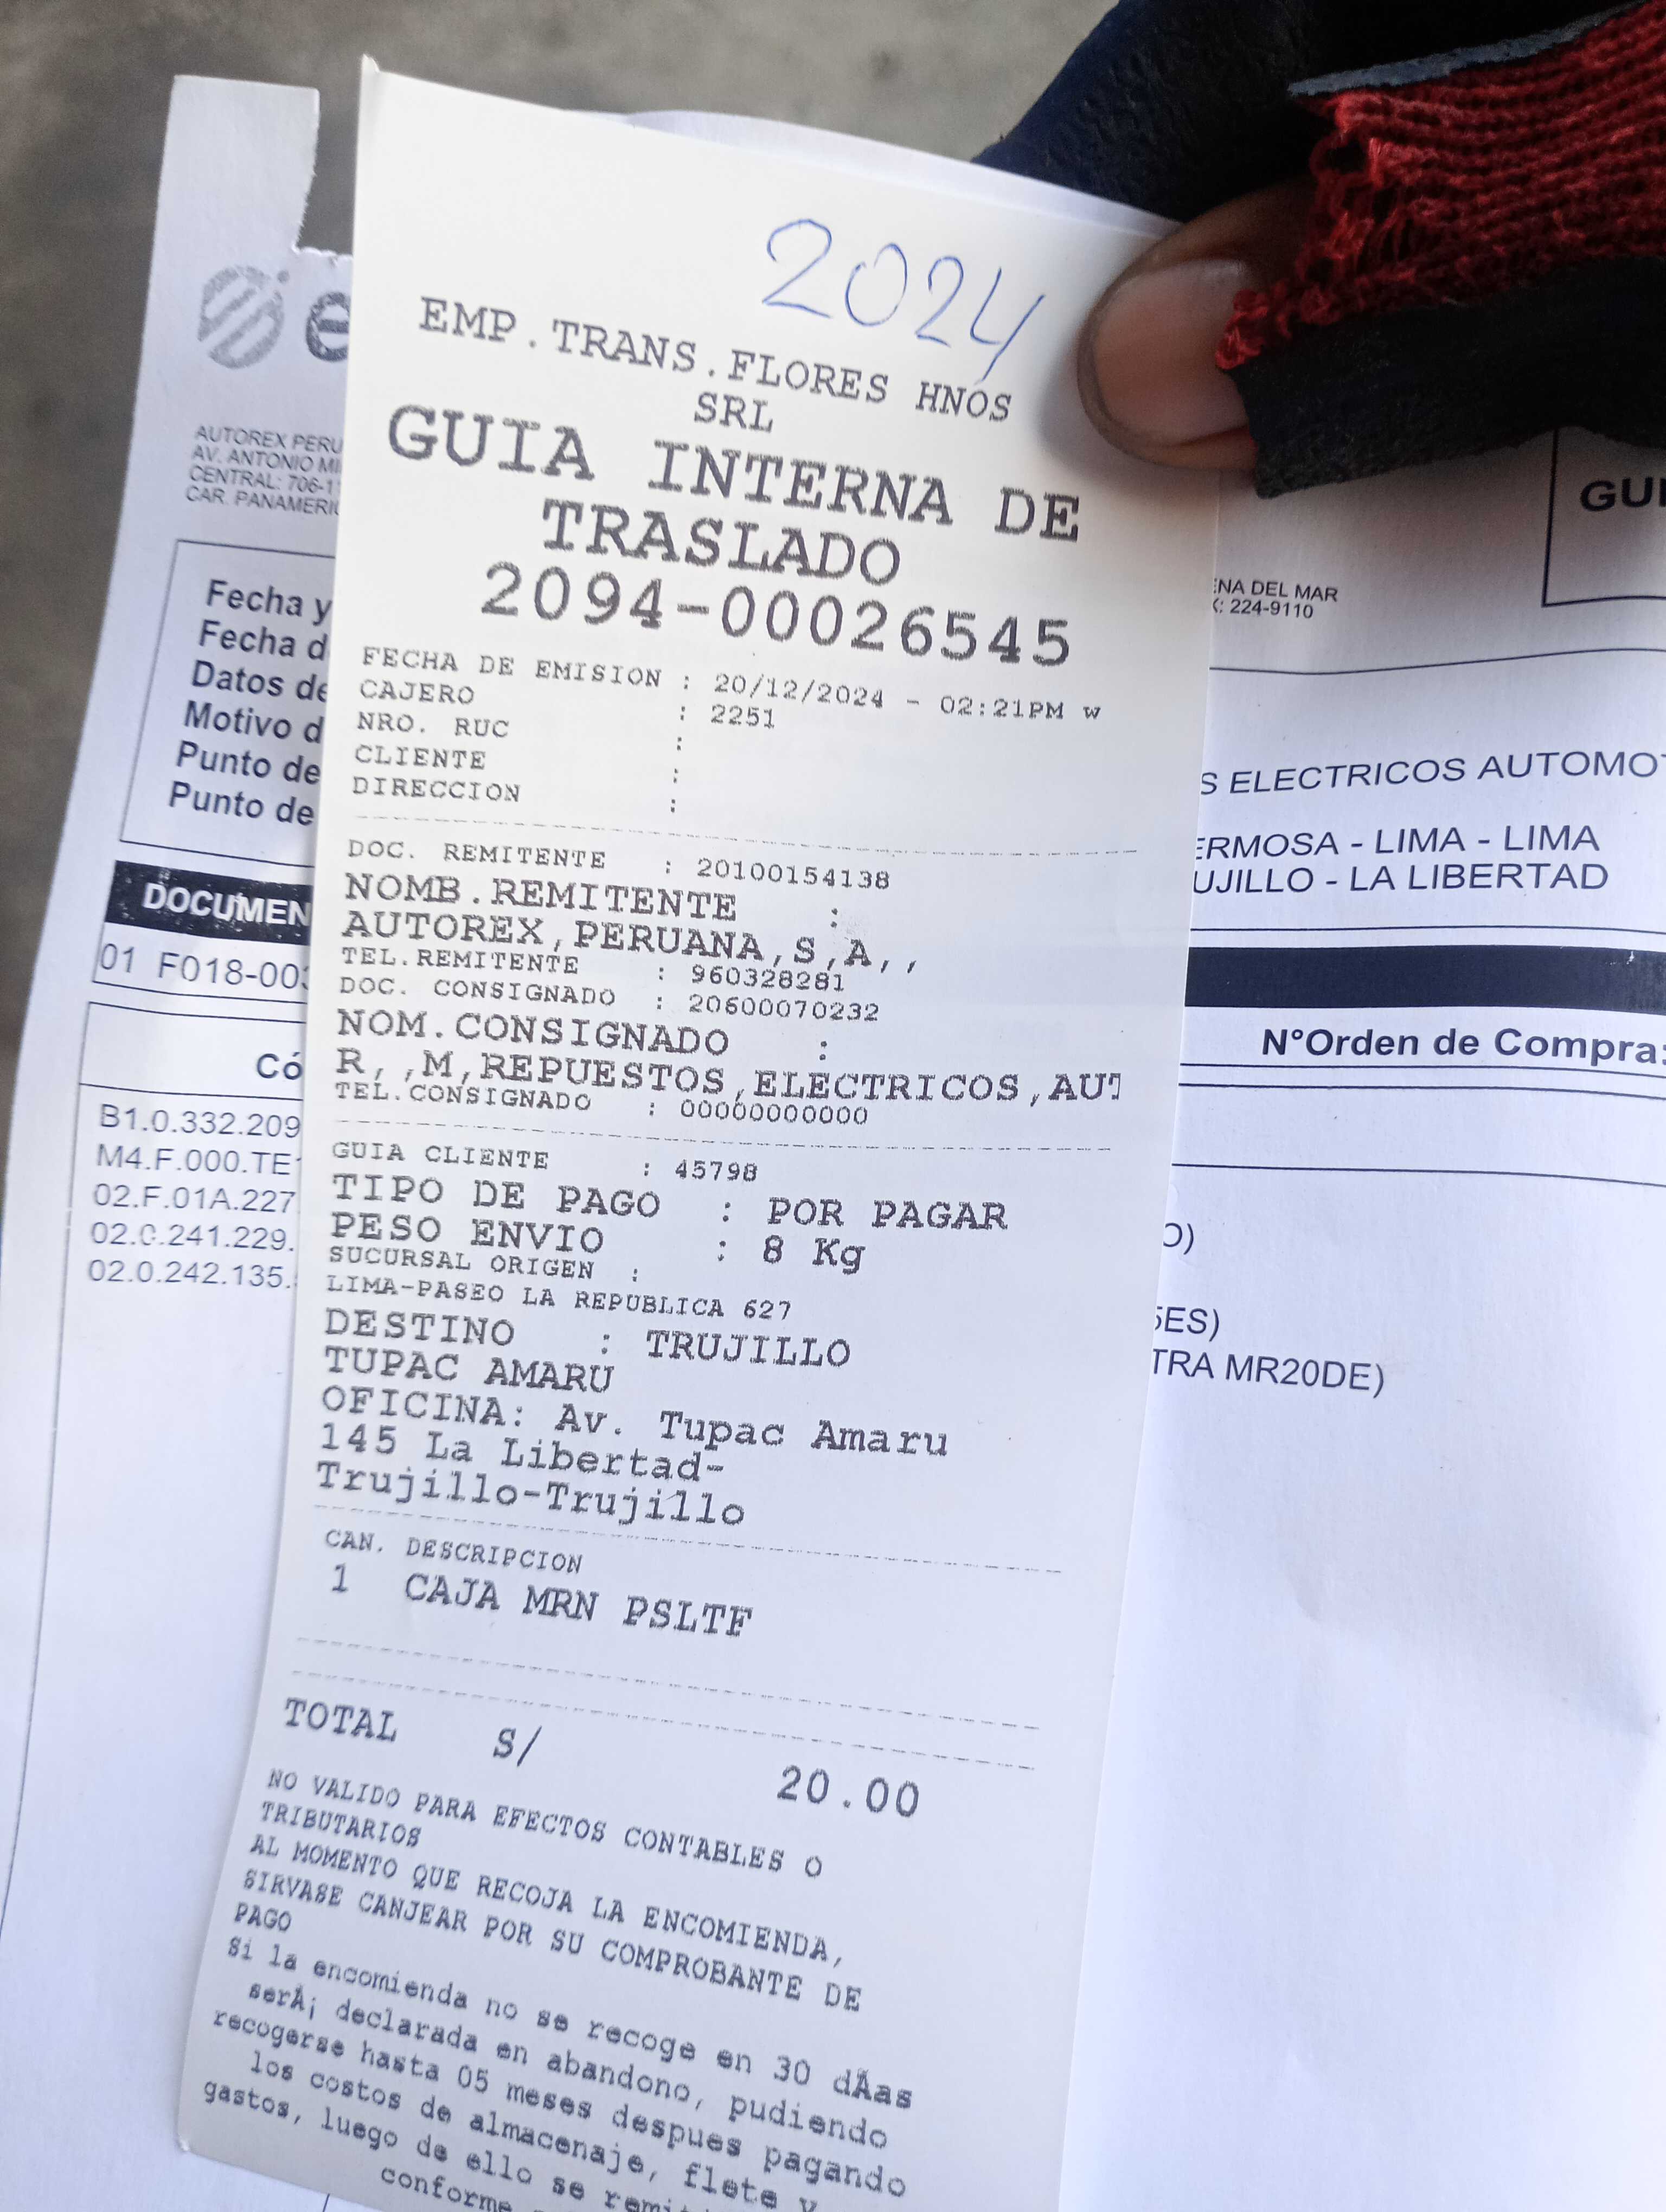 2024
EMP.TRANS.FLORES HNOS
SRL
GUIA INTERNA DE
TRASLADO
2094-00026545
FECHA DE EMISION : 20/12/2024 - 02:21PM w
CAJERO : 2251
NRO. RUC :
CLIENTE :
DIRECCION :
DOC. REMITENTE : 20100154138
NOMB.REMITENTE :
AUTOREX,PERUANA,S,A,,
TEL.REMITENTE : 960328281
DOC. CONSIGNADO : 20600070232
NOM.CONSIGNADO :
R,,M,REPUESTOS,ELECTRICOS,AUT
TEL.CONSIGNADO : 00000000000
GUIA CLIENTE : 45798
TIPO DE PAGO : POR PAGAR
PESO ENVIO : 8 Kg
SUCURSAL ORIGEN :
LIMA-PASEO LA REPUBLICA 627
DESTINO : TRUJILLO
TUPAC AMARU
OFICINA: Av. Tupac Amaru
145 La Libertad-
Trujillo-Trujillo
CAN. DESCRIPCION
1 CAJA MRN PSLTF
TOTAL S/ 20.00
NO VALIDO PARA EFECTOS CONTABLES O
TRIBUTARIOS
AL MOMENTO QUE RECOJA LA ENCOMIENDA,
SIRVASE CANJEAR POR SU COMPROBANTE DE
PAGO
Si la encomienda no se recoge en 30 dÃas
serÃ¡ declarada en abandono, pudiendo
recogerse hasta 05 meses despues pagando
los costos de almacenaje, flete y
gastos, luego de ello se remi
conforme
e
AUTOREX PERU
AV. ANTONIO MI
CENTRAL: 706-1
CAR. PANAMERI
Fecha y
Fecha d
Datos de
Motivo d
Punto de
Punto de
DOCUMEN
01 F018-00
Có
B1.0.332.209
M4.F.000.TE
02.F.01A.227
02.0.241.229.
02.0.242.135.
GUI
ENA DEL MAR
: 224-9110
S ELECTRICOS AUTOMO
ERMOSA - LIMA - LIMA
UJILLO - LA LIBERTAD
N°Orden de Compra:
O)
ES)
TRA MR20DE)